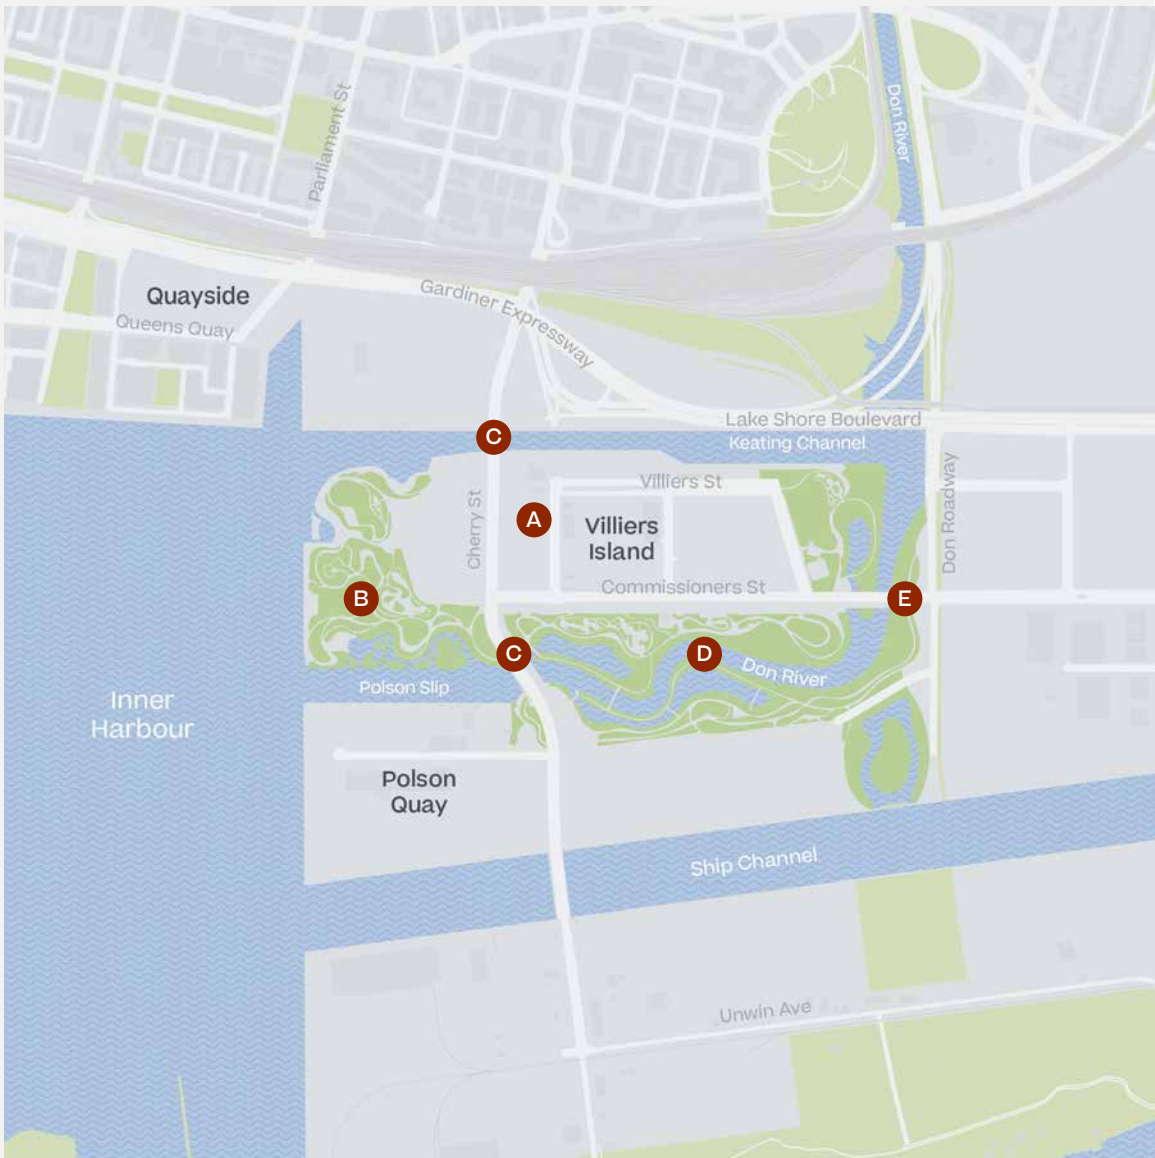 Parliament St
Don River
Quayside
Queens Quay
Gardiner Expressway
Lake Shore Boulevard
C
Keating Channel
Villiers St
Cherry St
A
Villiers
Island
Don Roadway
Commissioners St
B
E
C
D
Don River
Polson Slip
Inner
Harbour
Polson
Quay
Ship Channel
Unwin Ave